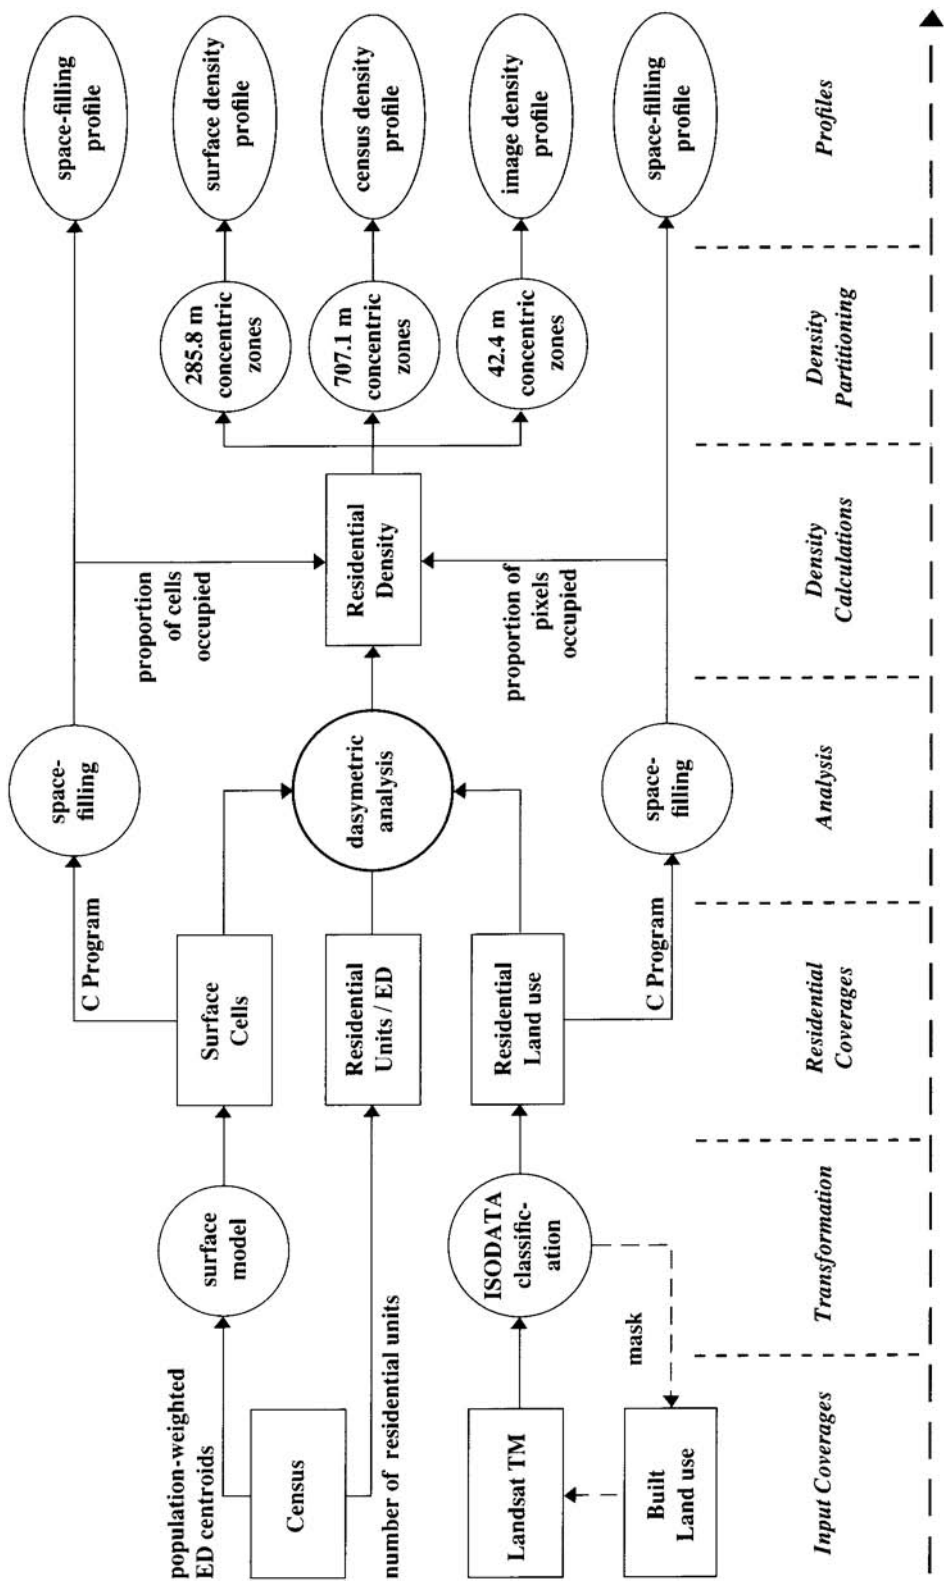 space-filling
profile
surface density
profile
census density
profile
image density
profile
space-filling
profile
Profiles
285.8 m
concentric
zones
707.1 m
concentric
zones
42.4 m
concentric
zones
Density
Partitioning
proportion
of cells
occupied
Residential
Density
proportion of
pixels
occupied
Density
Calculations
space-
filling
dasymetric
analysis
space-
filling
Analysis
C Program
Surface
Cells
Residential
Units / ED
Residential
Land use
C Program
Residential
Coverages
surface
model
ISODATA
classific-
ation
Transformation
population-weighted
ED centroids
Census
number of residential units
Landsat TM
mask
Built
Land use
Input Coverages